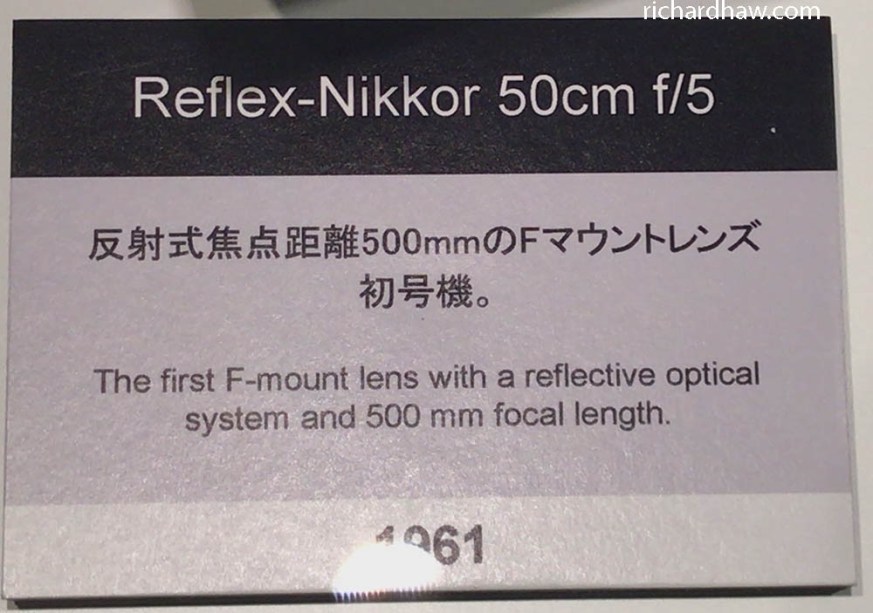 richardhaw.com
Reflex-Nikkor 50cm f/5
反射式焦点距離500mmのFマウントレンズ
初号機。
The first F-mount lens with a reflective optical
system and 500 mm focal length.
1961